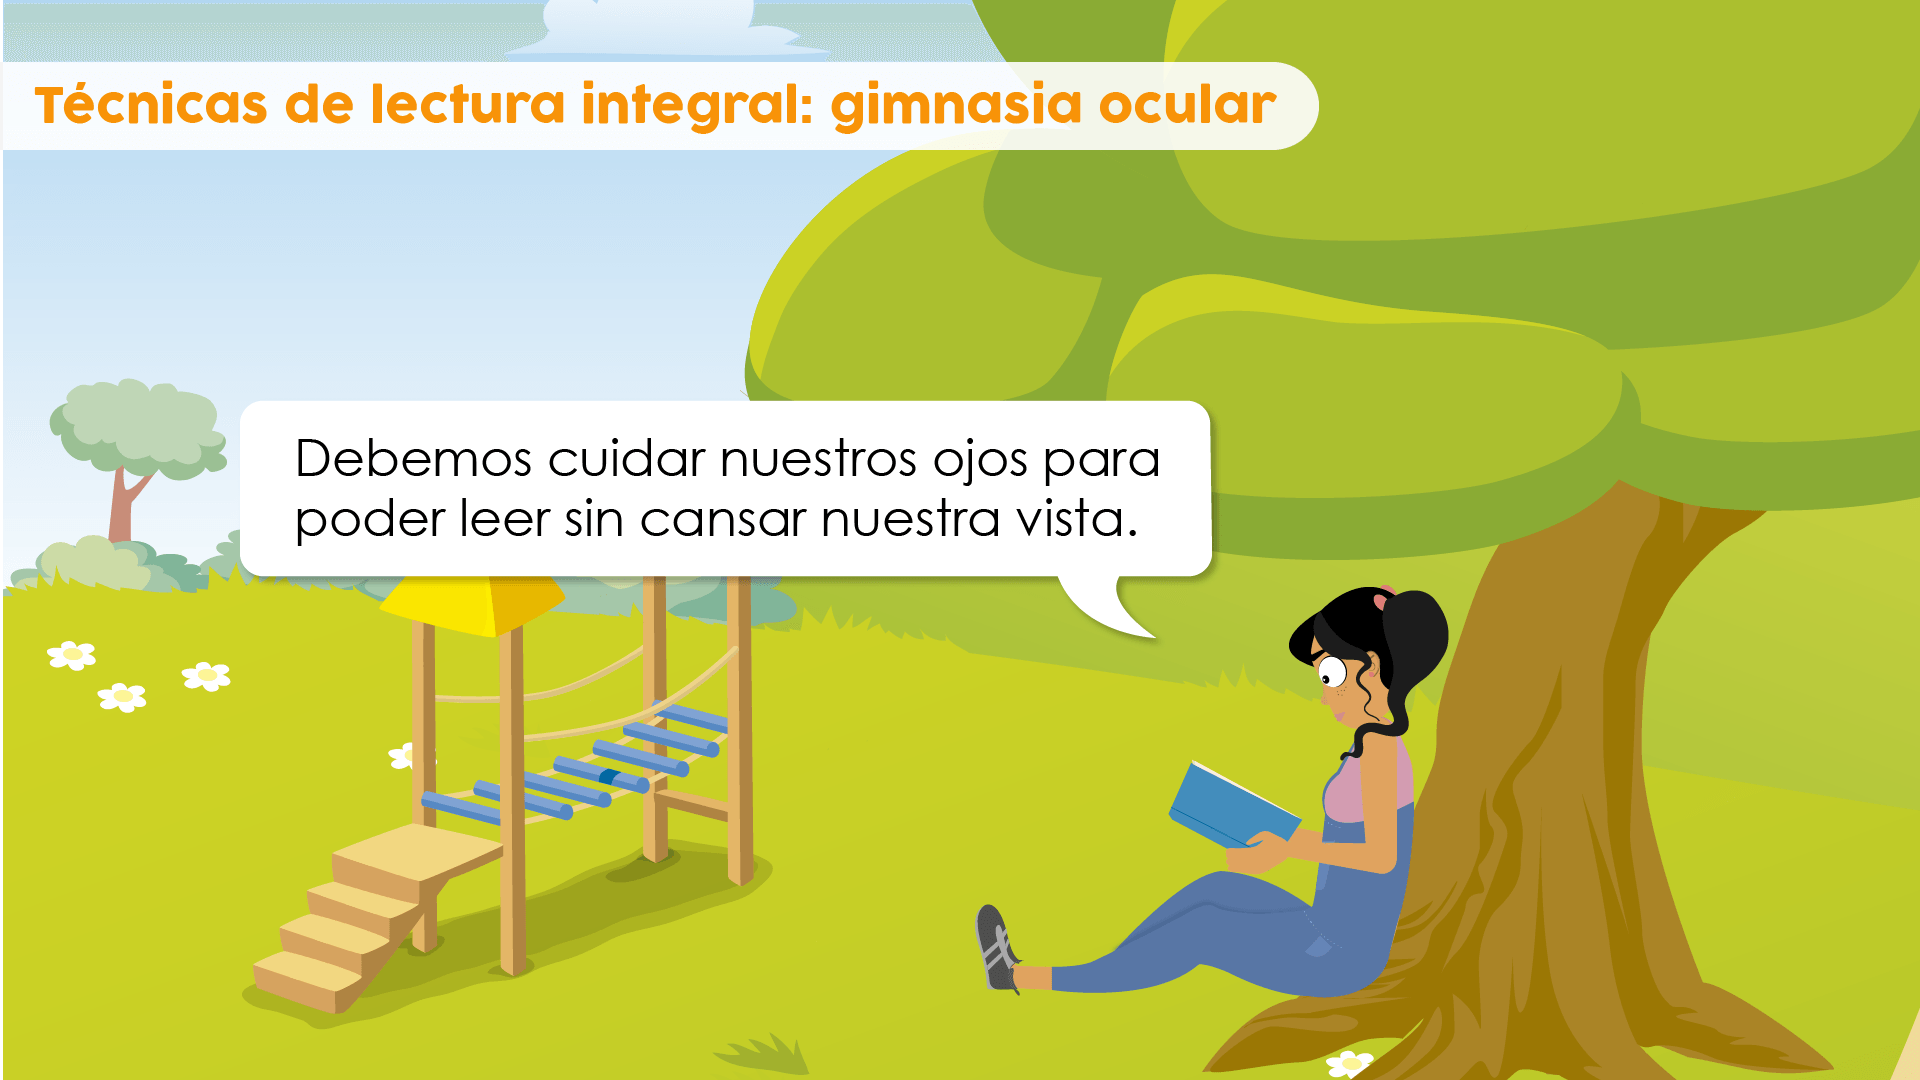 Técnicas de lectura integral: gimnasia ocular
Debemos cuidar nuestros ojos para
poder leer sin cansar nuestra vista.